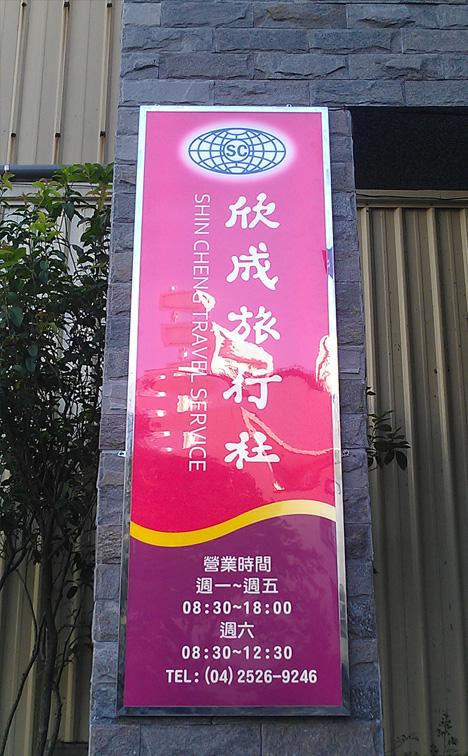 SC
欣成旅行社
SHIN CHENG TRAVEL SERVICE
營業時間
週一~週五
08:30~18:00
週六
08:30~12:30
TEL:(04)2526-9246